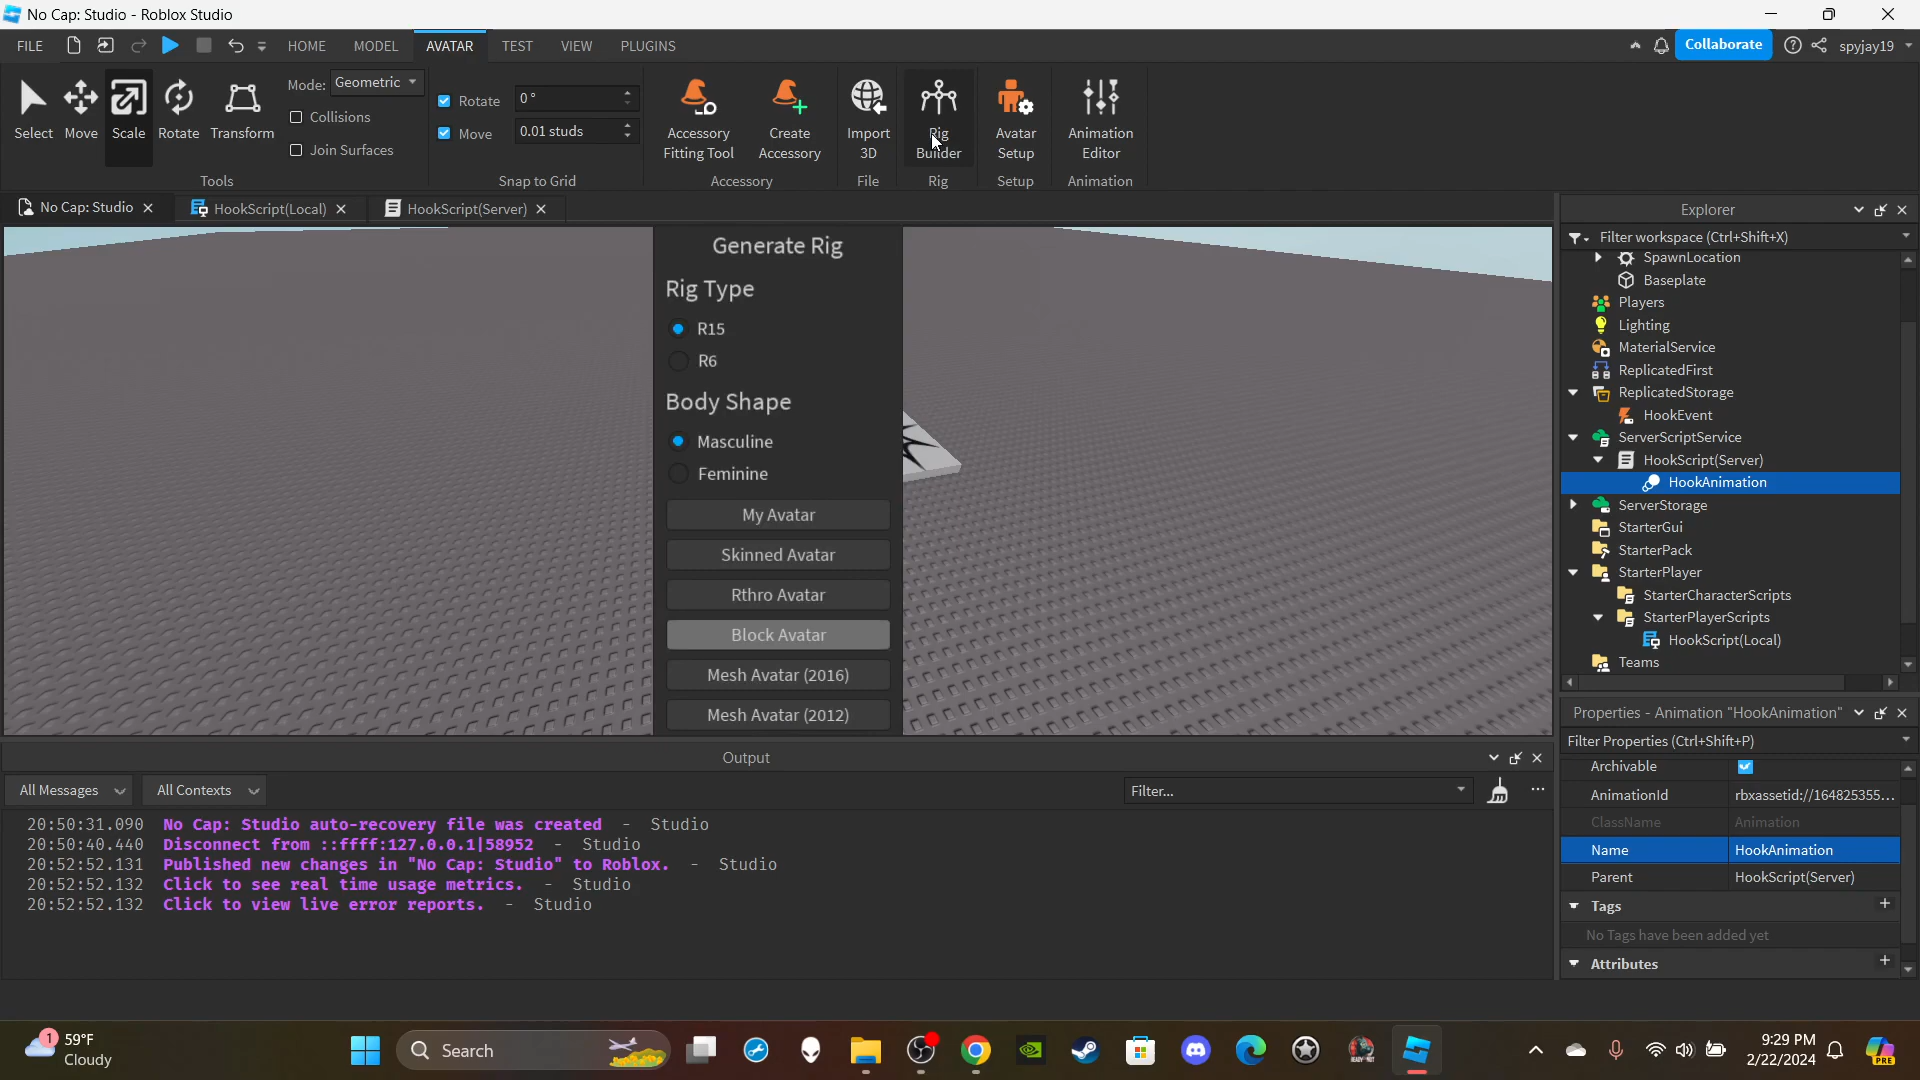 No Cap: Studio - Roblox Studio
FILE HOME MODEL AVATAR TEST VIEW PLUGINS Collaborate spyjay19
Select Move Scale Rotate Transform
Mode: Geometric
Collisions
Join Surfaces
Tools
Rotate 0 °
Move 0.01 studs
Snap to Grid
Accessory
Fitting Tool
Create
Accessory
Accessory
Import
3D
File
Rig
Builder
Rig
Avatar
Setup
Setup
Animation
Editor
Animation
No Cap: Studio HookScript(Local) HookScript(Server)
Generate Rig
Rig Type
R15
R6
Body Shape
Masculine
Feminine
My Avatar
Skinned Avatar
Rthro Avatar
Block Avatar
Mesh Avatar (2016)
Mesh Avatar (2012)
Explorer
Filter workspace (Ctrl+Shift+X)
SpawnLocation
Baseplate
Players
Lighting
MaterialService
ReplicatedFirst
ReplicatedStorage
HookEvent
ServerScriptService
HookScript(Server)
HookAnimation
ServerStorage
StarterGui
StarterPack
StarterPlayer
StarterCharacterScripts
StarterPlayerScripts
HookScript(Local)
Teams
Properties - Animation "HookAnimation"
Filter Properties (Ctrl+Shift+P)
Archivable
AnimationId rbxassetid://164825355...
ClassName Animation
Name HookAnimation
Parent HookScript(Server)
Tags
No Tags have been added yet
Attributes
Output
All Messages All Contexts Filter...
20:50:31.090 No Cap: Studio auto-recovery file was created - Studio
20:50:40.440 Disconnect from ::ffff:127.0.0.1|58952 - Studio
20:52:52.131 Published new changes in "No Cap: Studio" to Roblox. - Studio
20:52:52.132 Click to see real time usage metrics. - Studio
20:52:52.132 Click to view live error reports. - Studio
1
59°F
Cloudy
Search
9:29 PM
2/22/2024
PRE